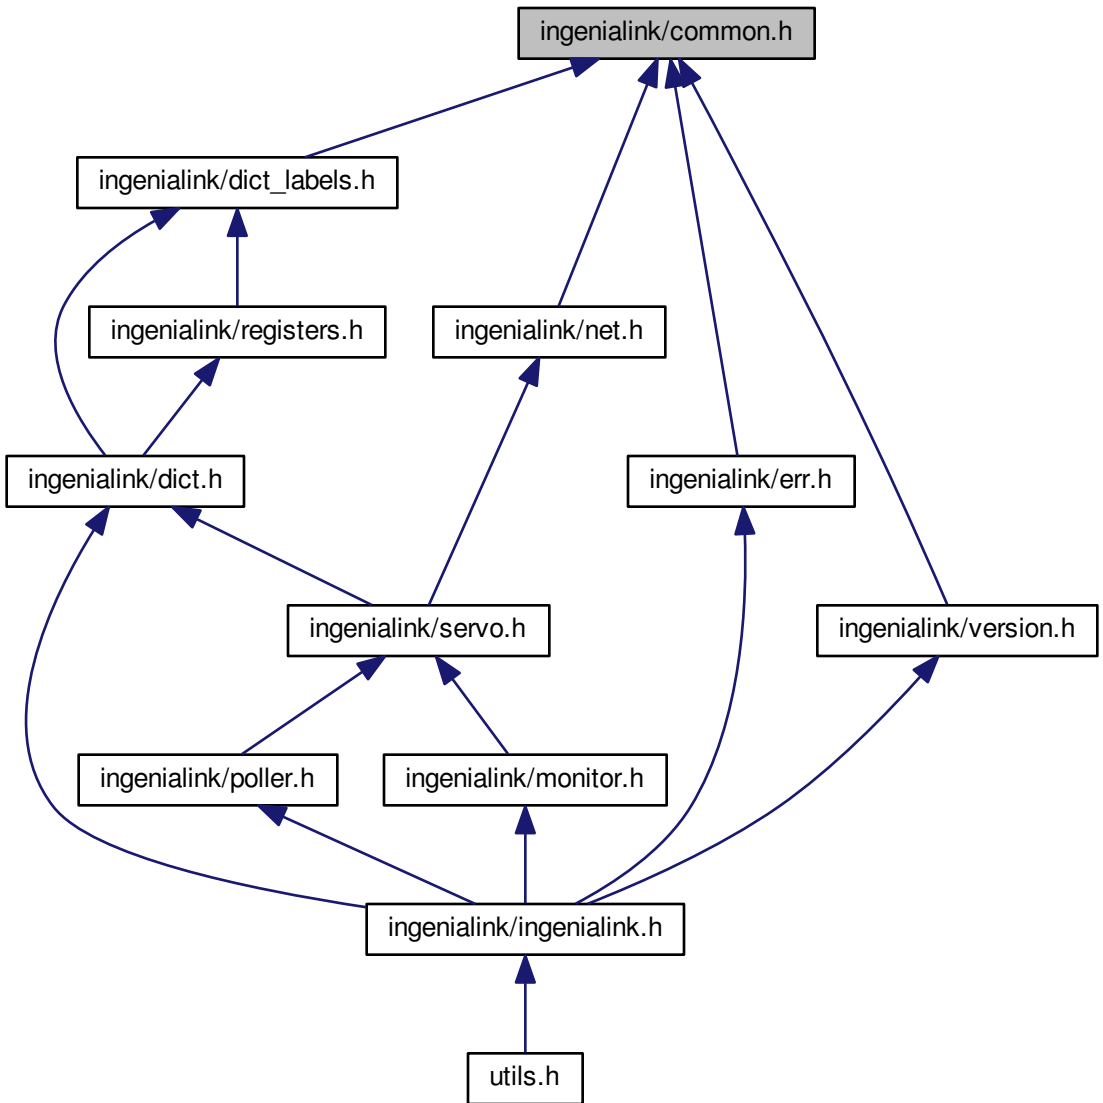 ingenialink/common.h
ingenialink/dict_labels.h
ingenialink/registers.h
ingenialink/net.h
ingenialink/dict.h
ingenialink/err.h
ingenialink/servo.h
ingenialink/version.h
ingenialink/poller.h
ingenialink/monitor.h
ingenialink/ingenialink.h
utils.h